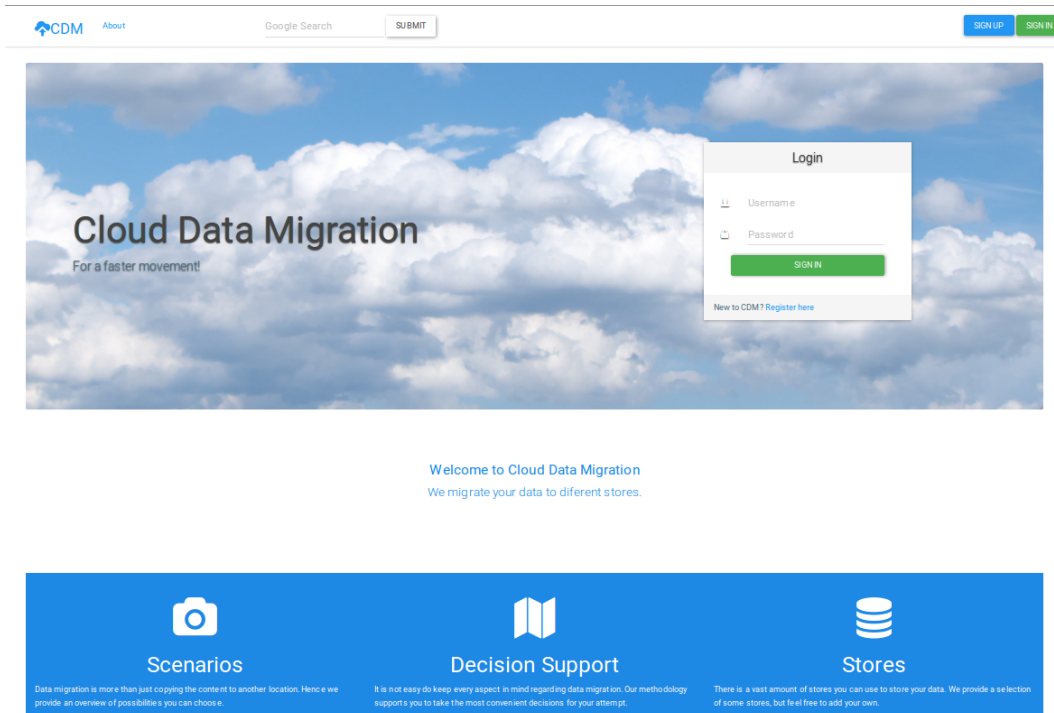 CDM
About
Google Search
SUBMIT
SIGN UP
SIGN IN
Login
Username
Password
SIGN IN
New to CDM? Register here
Cloud Data Migration
For a faster movement!
Welcome to Cloud Data Migration
We migrate your data to diferent stores.
Scenarios
Data migration is more than just copying the content to another location. Hence we
provide an overview of possibilities you can choose.
Decision Support
It is not easy do keep every aspect in mind regarding data migration. Our methodology
supports you to take the most convenient decisions for your attempt.
Stores
There is a vast amount of stores you can use to store your data. We provide a selection
of some stores, but feel free to add your own.